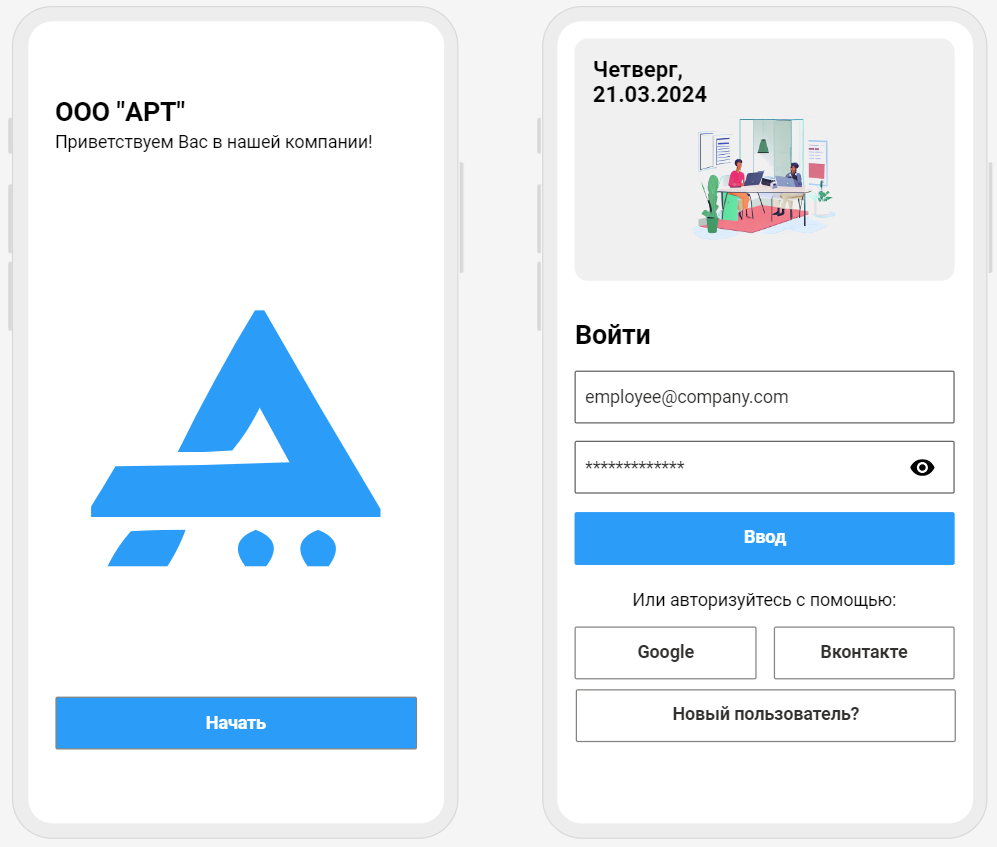 ООО "АРТ"
Приветствуем Вас в нашей компании!
Начать
Четверг,
21.03.2024
Войти
employee@company.com
*************
Ввод
Или авторизуйтесь с помощью:
Google
Вконтакте
Новый пользователь?